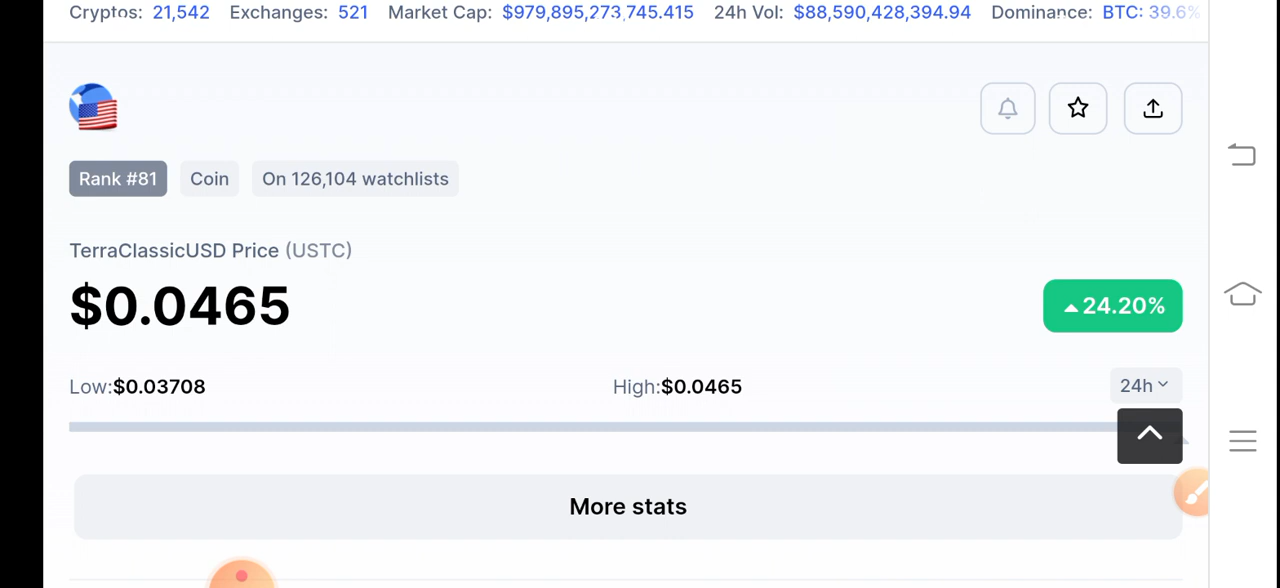 Cryptos: 21,542 Exchanges: 521 Market Cap: $979,895,273,745.415 24h Vol: $88,590,428,394.94 Dominance: BTC: 39.6%
Rank #81 Coin On 126,104 watchlists
TerraClassicUSD Price (USTC)
$0.0465 24.20%
Low:$0.03708 High:$0.0465 24h
More stats